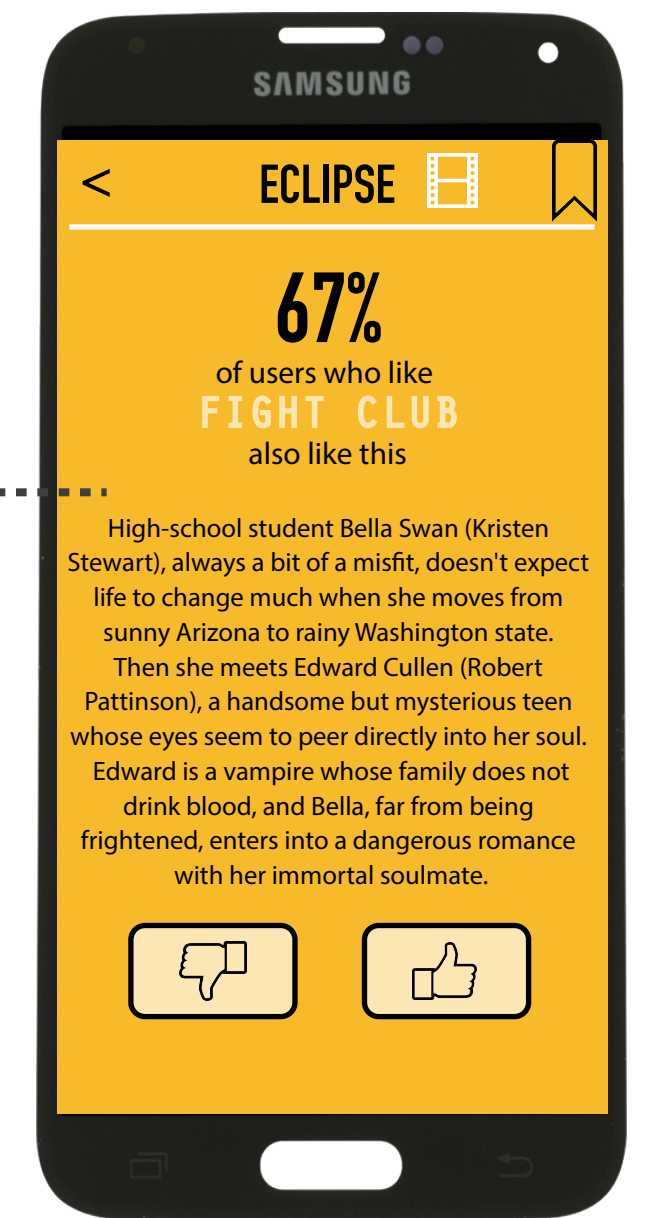 SAMSUNG
< ECLIPSE
67%
of users who like
FIGHT CLUB
also like this
High-school student Bella Swan (Kristen
Stewart), always a bit of a misfit, doesn't expect
life to change much when she moves from
sunny Arizona to rainy Washington state.
Then she meets Edward Cullen (Robert
Pattinson), a handsome but mysterious teen
whose eyes seem to peer directly into her soul.
Edward is a vampire whose family does not
drink blood, and Bella, far from being
frightened, enters into a dangerous romance
with her immortal soulmate.